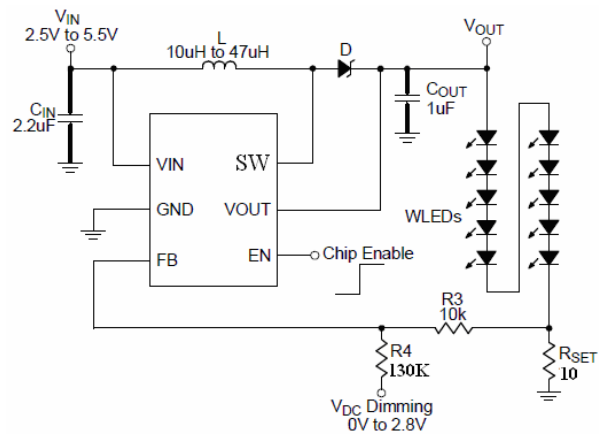 VIN
2.5V to 5.5V
L
10uH to 47uH
D
VOUT
CIN
2.2uF
COUT
1uF
VIN
SW
GND
VOUT
WLEDs
FB
EN
Chip Enable
R3
10k
R4
130K
RSET
10
VDC Dimming
0V to 2.8V